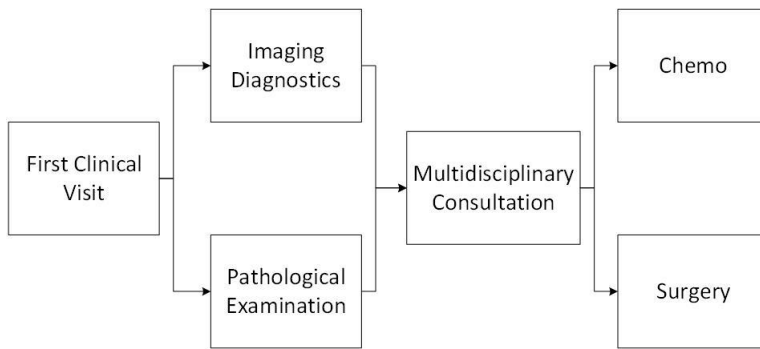 First Clinical
Visit
Imaging
Diagnostics
Pathological
Examination
Multidisciplinary
Consultation
Chemo
Surgery